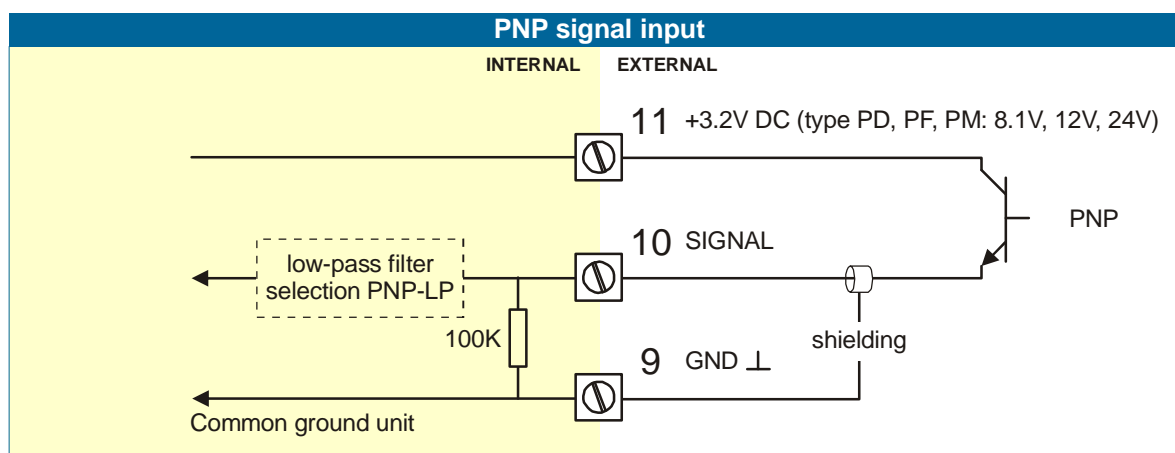 PNP signal input
INTERNAL
EXTERNAL
11 +3.2V DC (type PD, PF, PM: 8.1V, 12V, 24V)
PNP
10 SIGNAL
low-pass filter
selection PNP-LP
100K
shielding
9 GND ⊥
Common ground unit